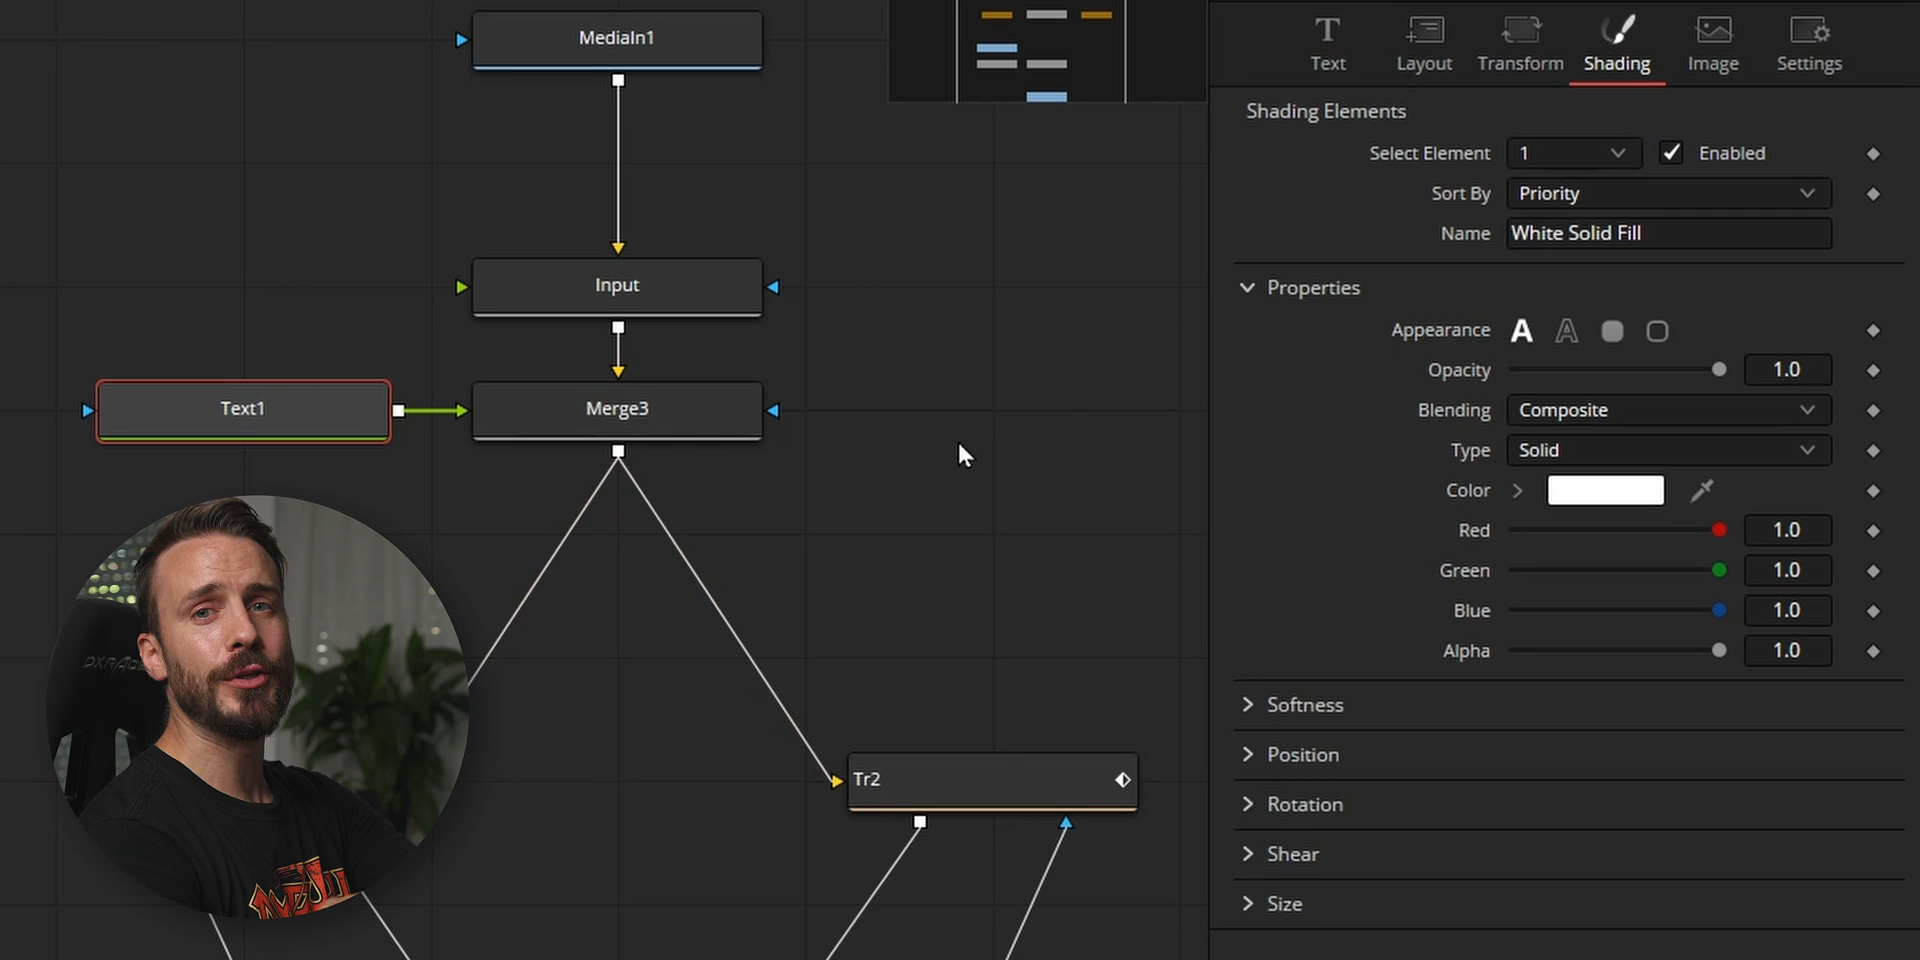 MediaIn1
Input
Text1
Merge3
Tr2
Text
Layout
Transform
Shading
Image
Settings
Shading Elements
Select Element 1 Enabled
Sort By Priority
Name White Solid Fill
Properties
Appearance A A
Opacity 1.0
Blending Composite
Type Solid
Color
Red 1.0
Green 1.0
Blue 1.0
Alpha 1.0
Softness
Position
Rotation
Shear
Size